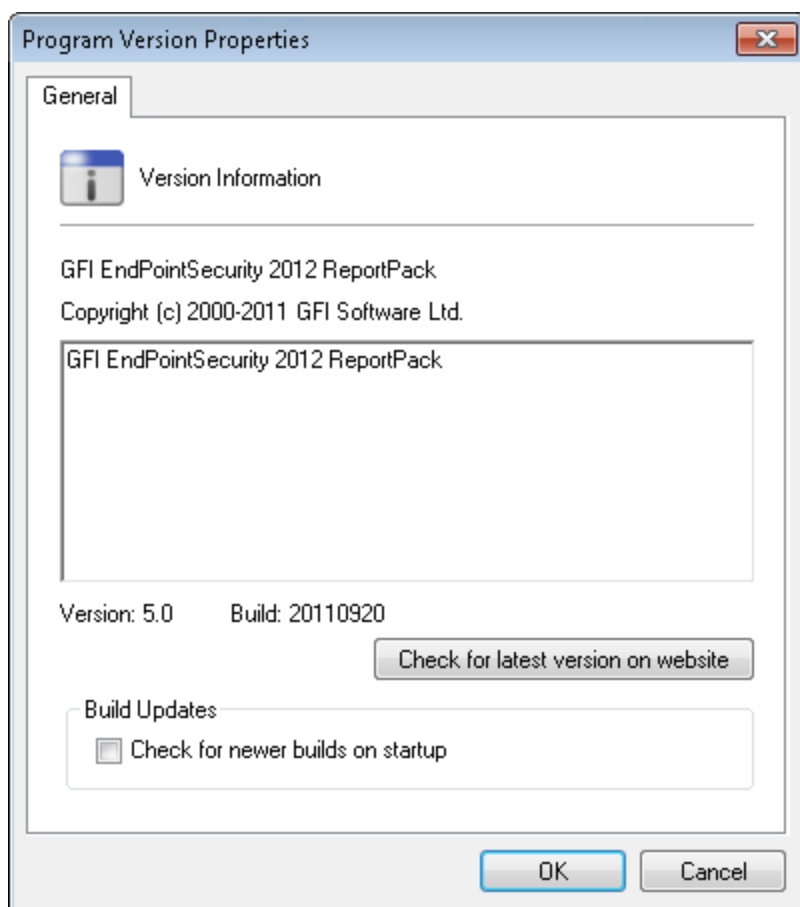 Program Version Properties
General
Version Information
GFI EndPointSecurity 2012 ReportPack
Copyright (c) 2000-2011 GFI Software Ltd.
GFI EndPointSecurity 2012 ReportPack
Version: 5.0 Build: 20110920
Check for latest version on website
Build Updates
Check for newer builds on startup
OK Cancel